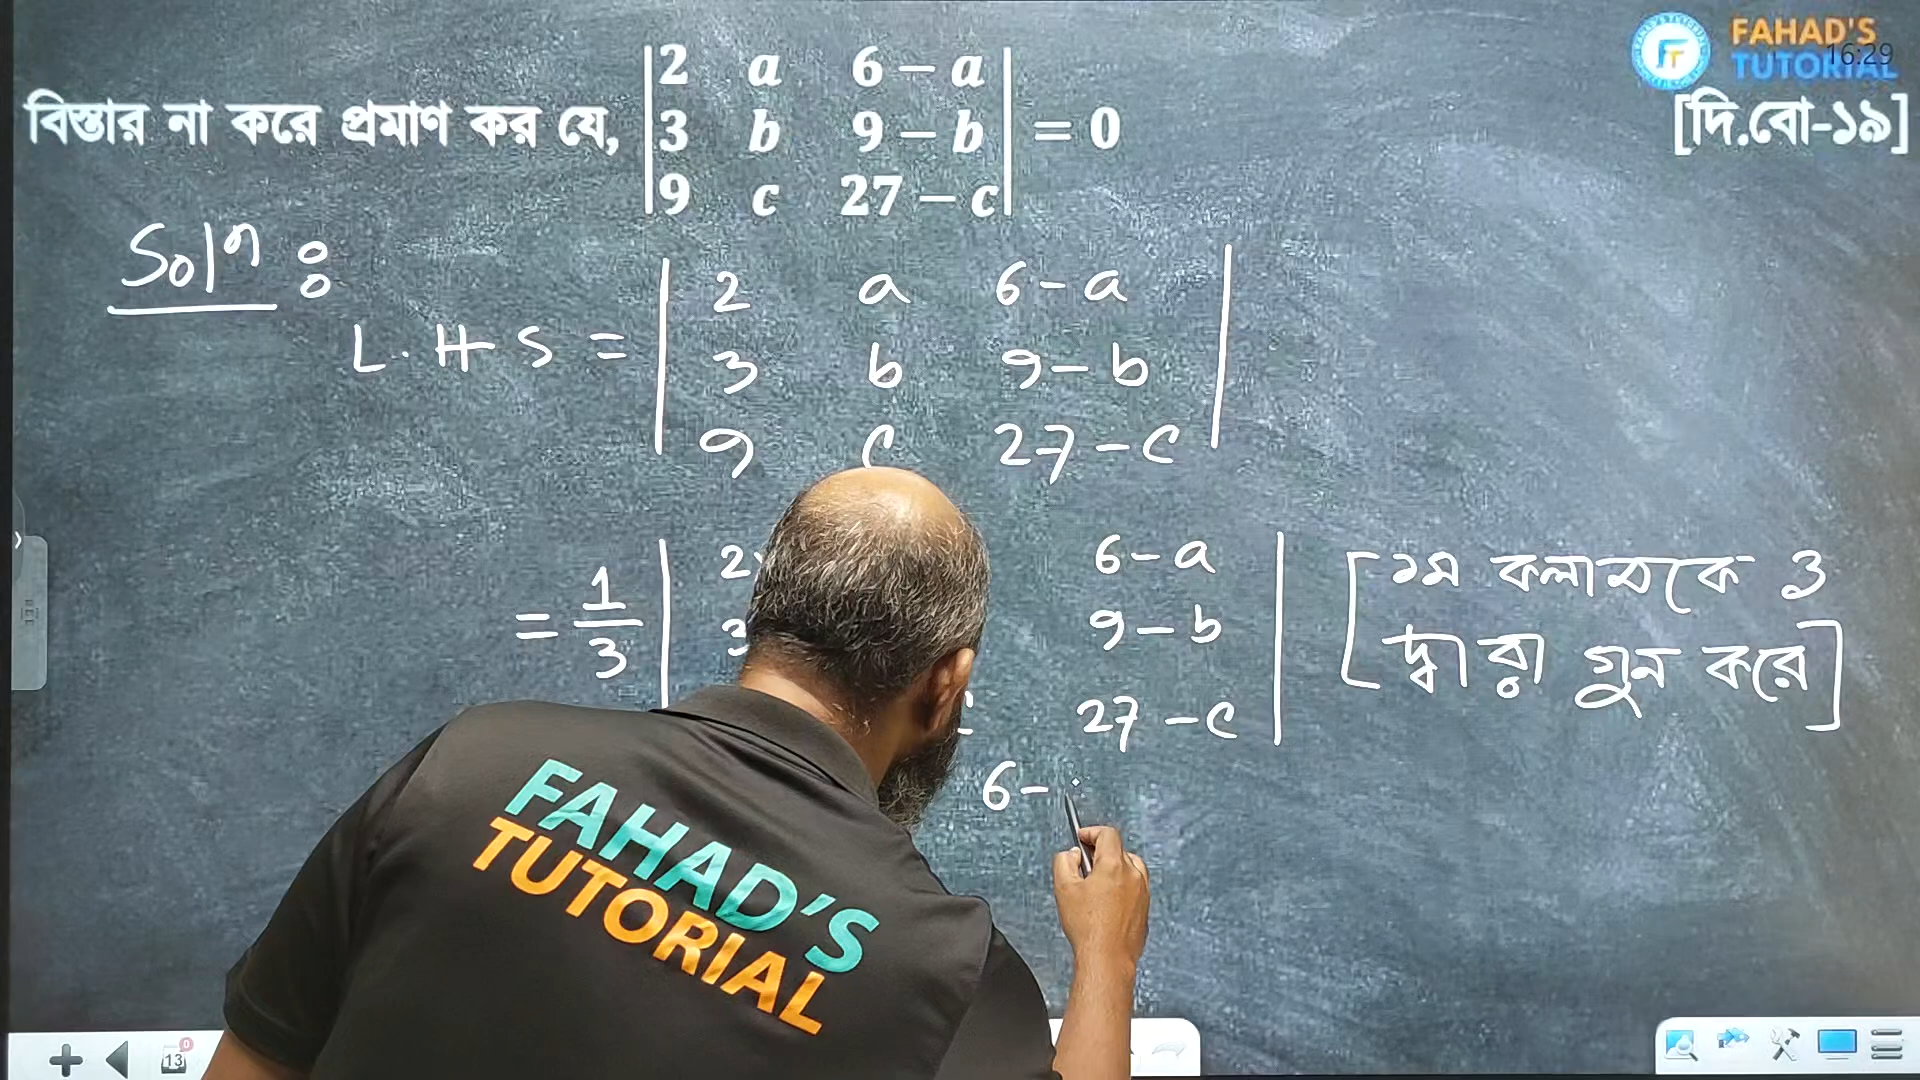 FAHAD'S
TUTORIAL
16:29
বিস্তার না করে প্রমাণ কর যে, | 2 a 6 − a | = 0 [দি.বো-১৯]
| 3 b 9 − b |
| 9 c 27 − c |
Soln :
L.H S = | 2 a 6 - a |
| 3 b 9 - b |
| 9 c 27 - c |
= 1/3 | 2 6 - a | [১ম কলামকে 3
| 3 9 - b | দ্বারা গুন করে]
27 - c |
6 -
FAHAD'S
TUTORIAL
13
0